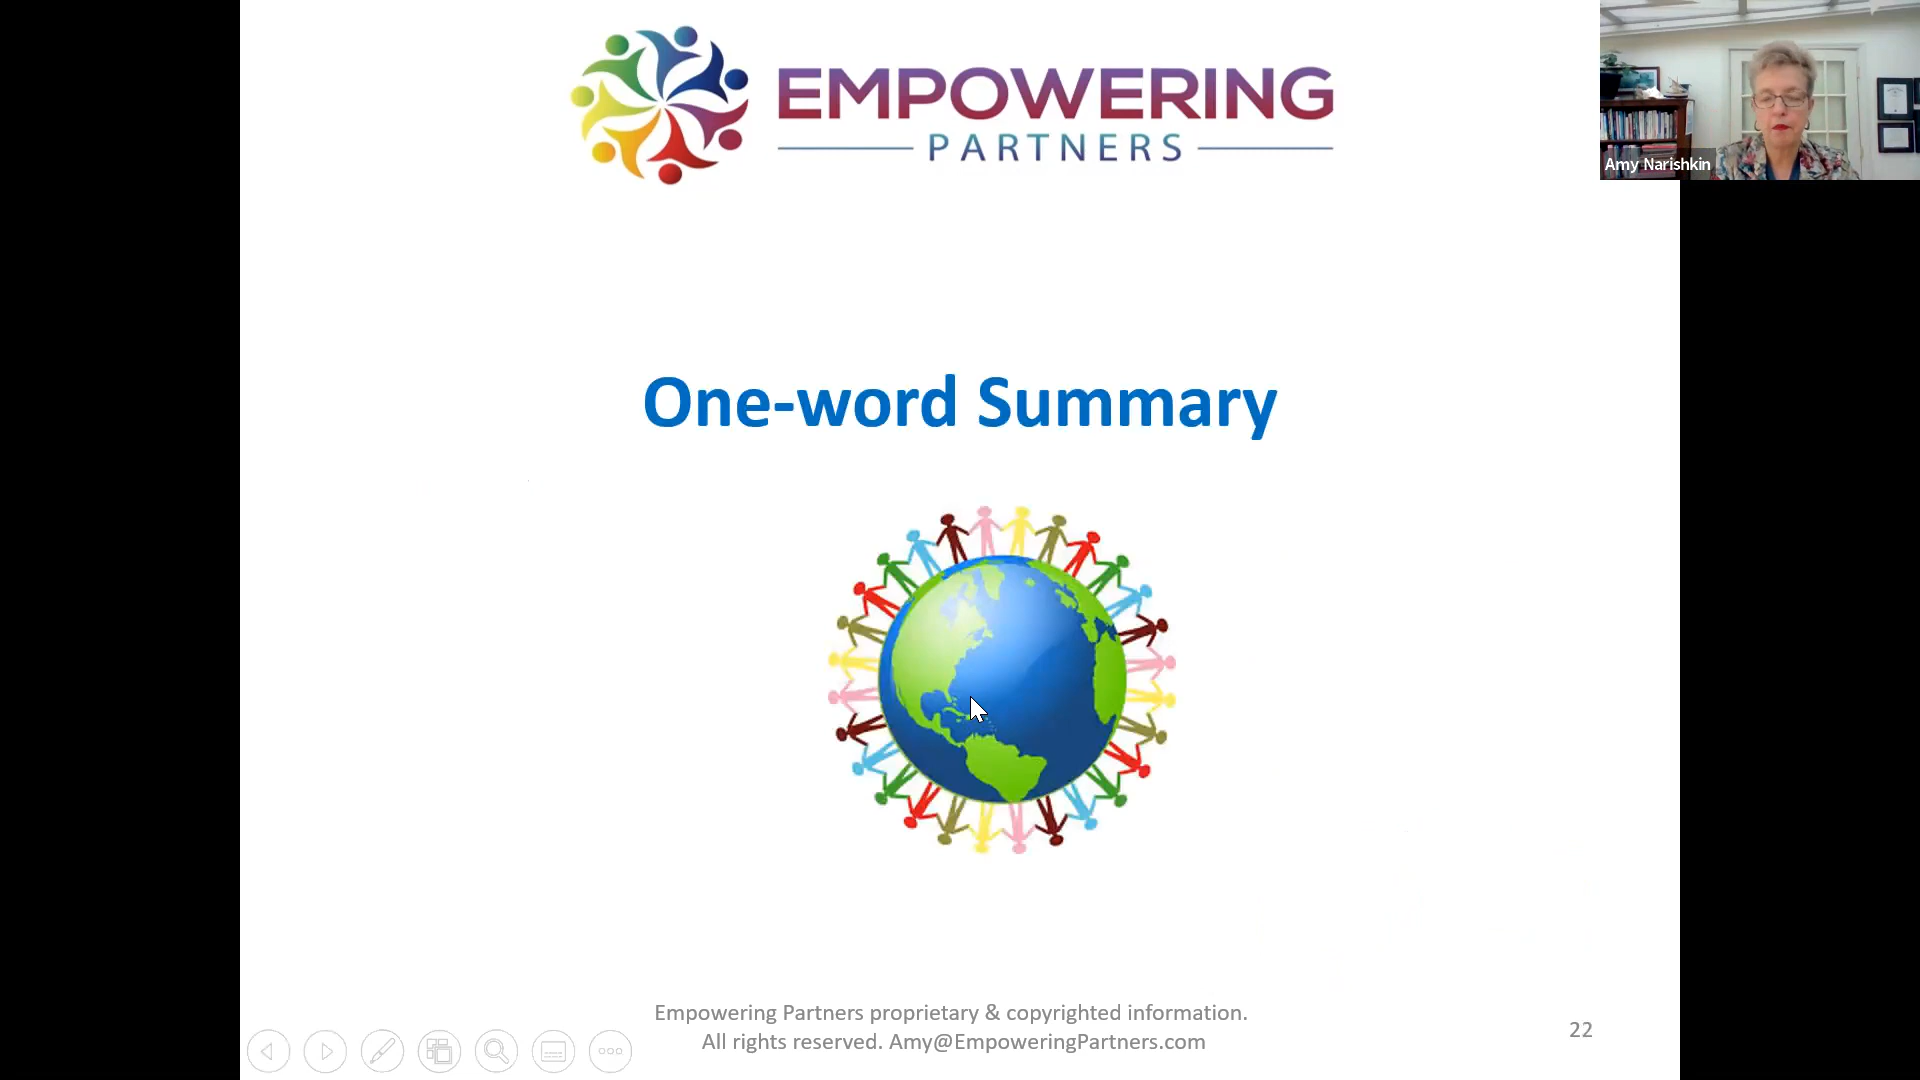 EMPOWERING
PARTNERS
Amy Narishkin
One-word Summary
Empowering Partners proprietary & copyrighted information.
All rights reserved. Amy@EmpoweringPartners.com
22